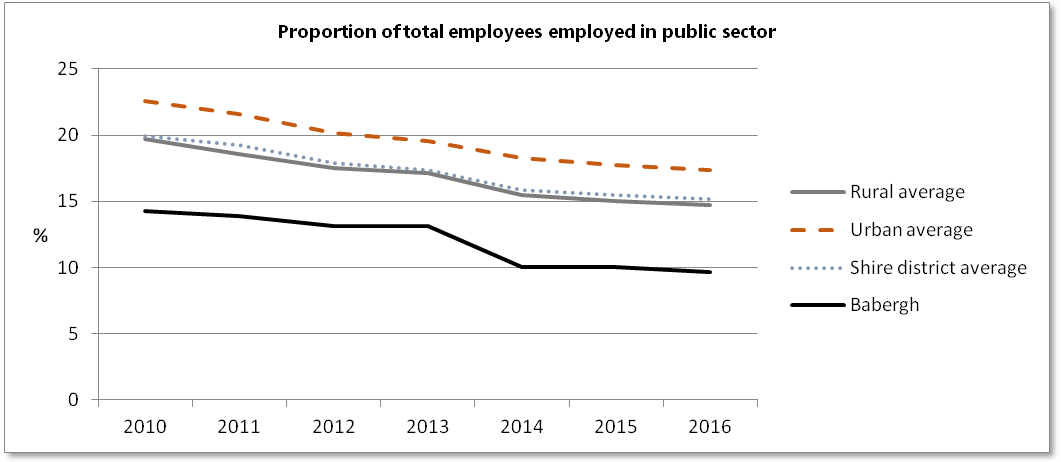 Proportion of total employees employed in public sector
25
20
15
10
5
0
%
2010 2011 2012 2013 2014 2015 2016
Rural average
Urban average
Shire district average
Babergh